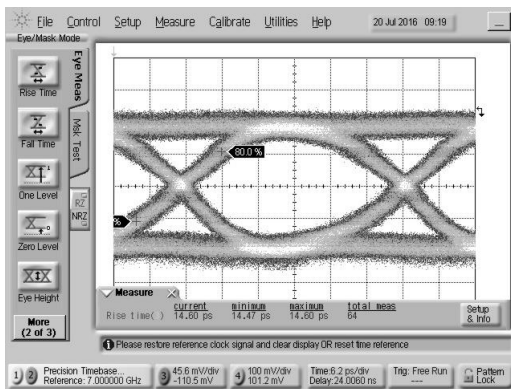 File Control Setup Measure Calibrate Utilities Help 20 Jul 2016 09:19
Eye/Mask Mode
Eye Meas
Msk Test
RZ
NRZ
Rise Time
Fall Time
One Level
Zero Level
Eye Height
More
(2 of 3)
80.0 %
%
Measure
current minimum maximum total meas
Rise time( ) 14.60 ps 14.47 ps 14.60 ps 64
Setup
& Info
Please restore reference clock signal and clear display OR reset time reference
1 2 Precision Timebase...
Reference: 7.000000 GHz
3 45.6 mV/div
-110.5 mV
4 100 mV/div
101.2 mV
Time:6.2 ps/div
Delay:24.0060 ns
Trig: Free Run
----
Pattern
Lock